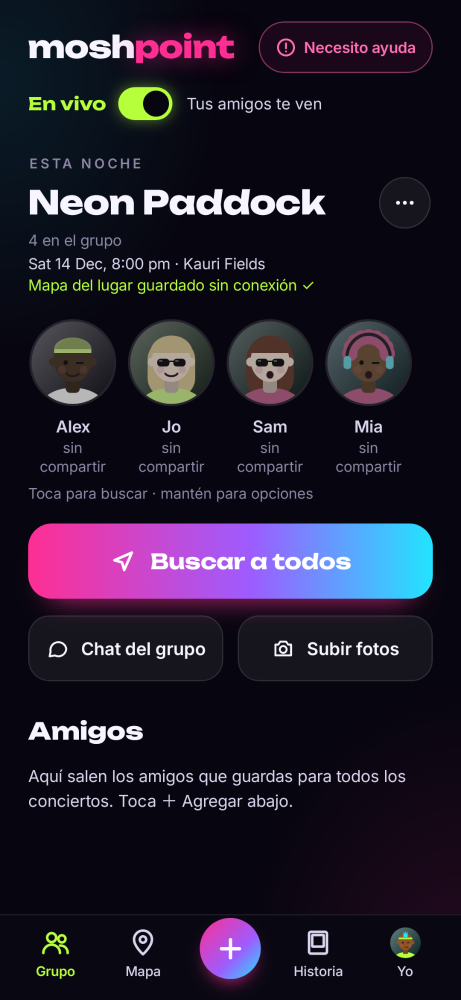 moshpoint
Necesito ayuda
En vivo
Tus amigos te ven
ESTA NOCHE
Neon Paddock
4 en el grupo
Sat 14 Dec, 8:00 pm · Kauri Fields
Mapa del lugar guardado sin conexión ✓
Alex
sin
compartir
Jo
sin
compartir
Sam
sin
compartir
Mia
sin
compartir
Toca para buscar · mantén para opciones
Buscar a todos
Chat del grupo
Subir fotos
Amigos
Aquí salen los amigos que guardas para todos los
conciertos. Toca + Agregar abajo.
Grupo
Mapa
Historia
Yo